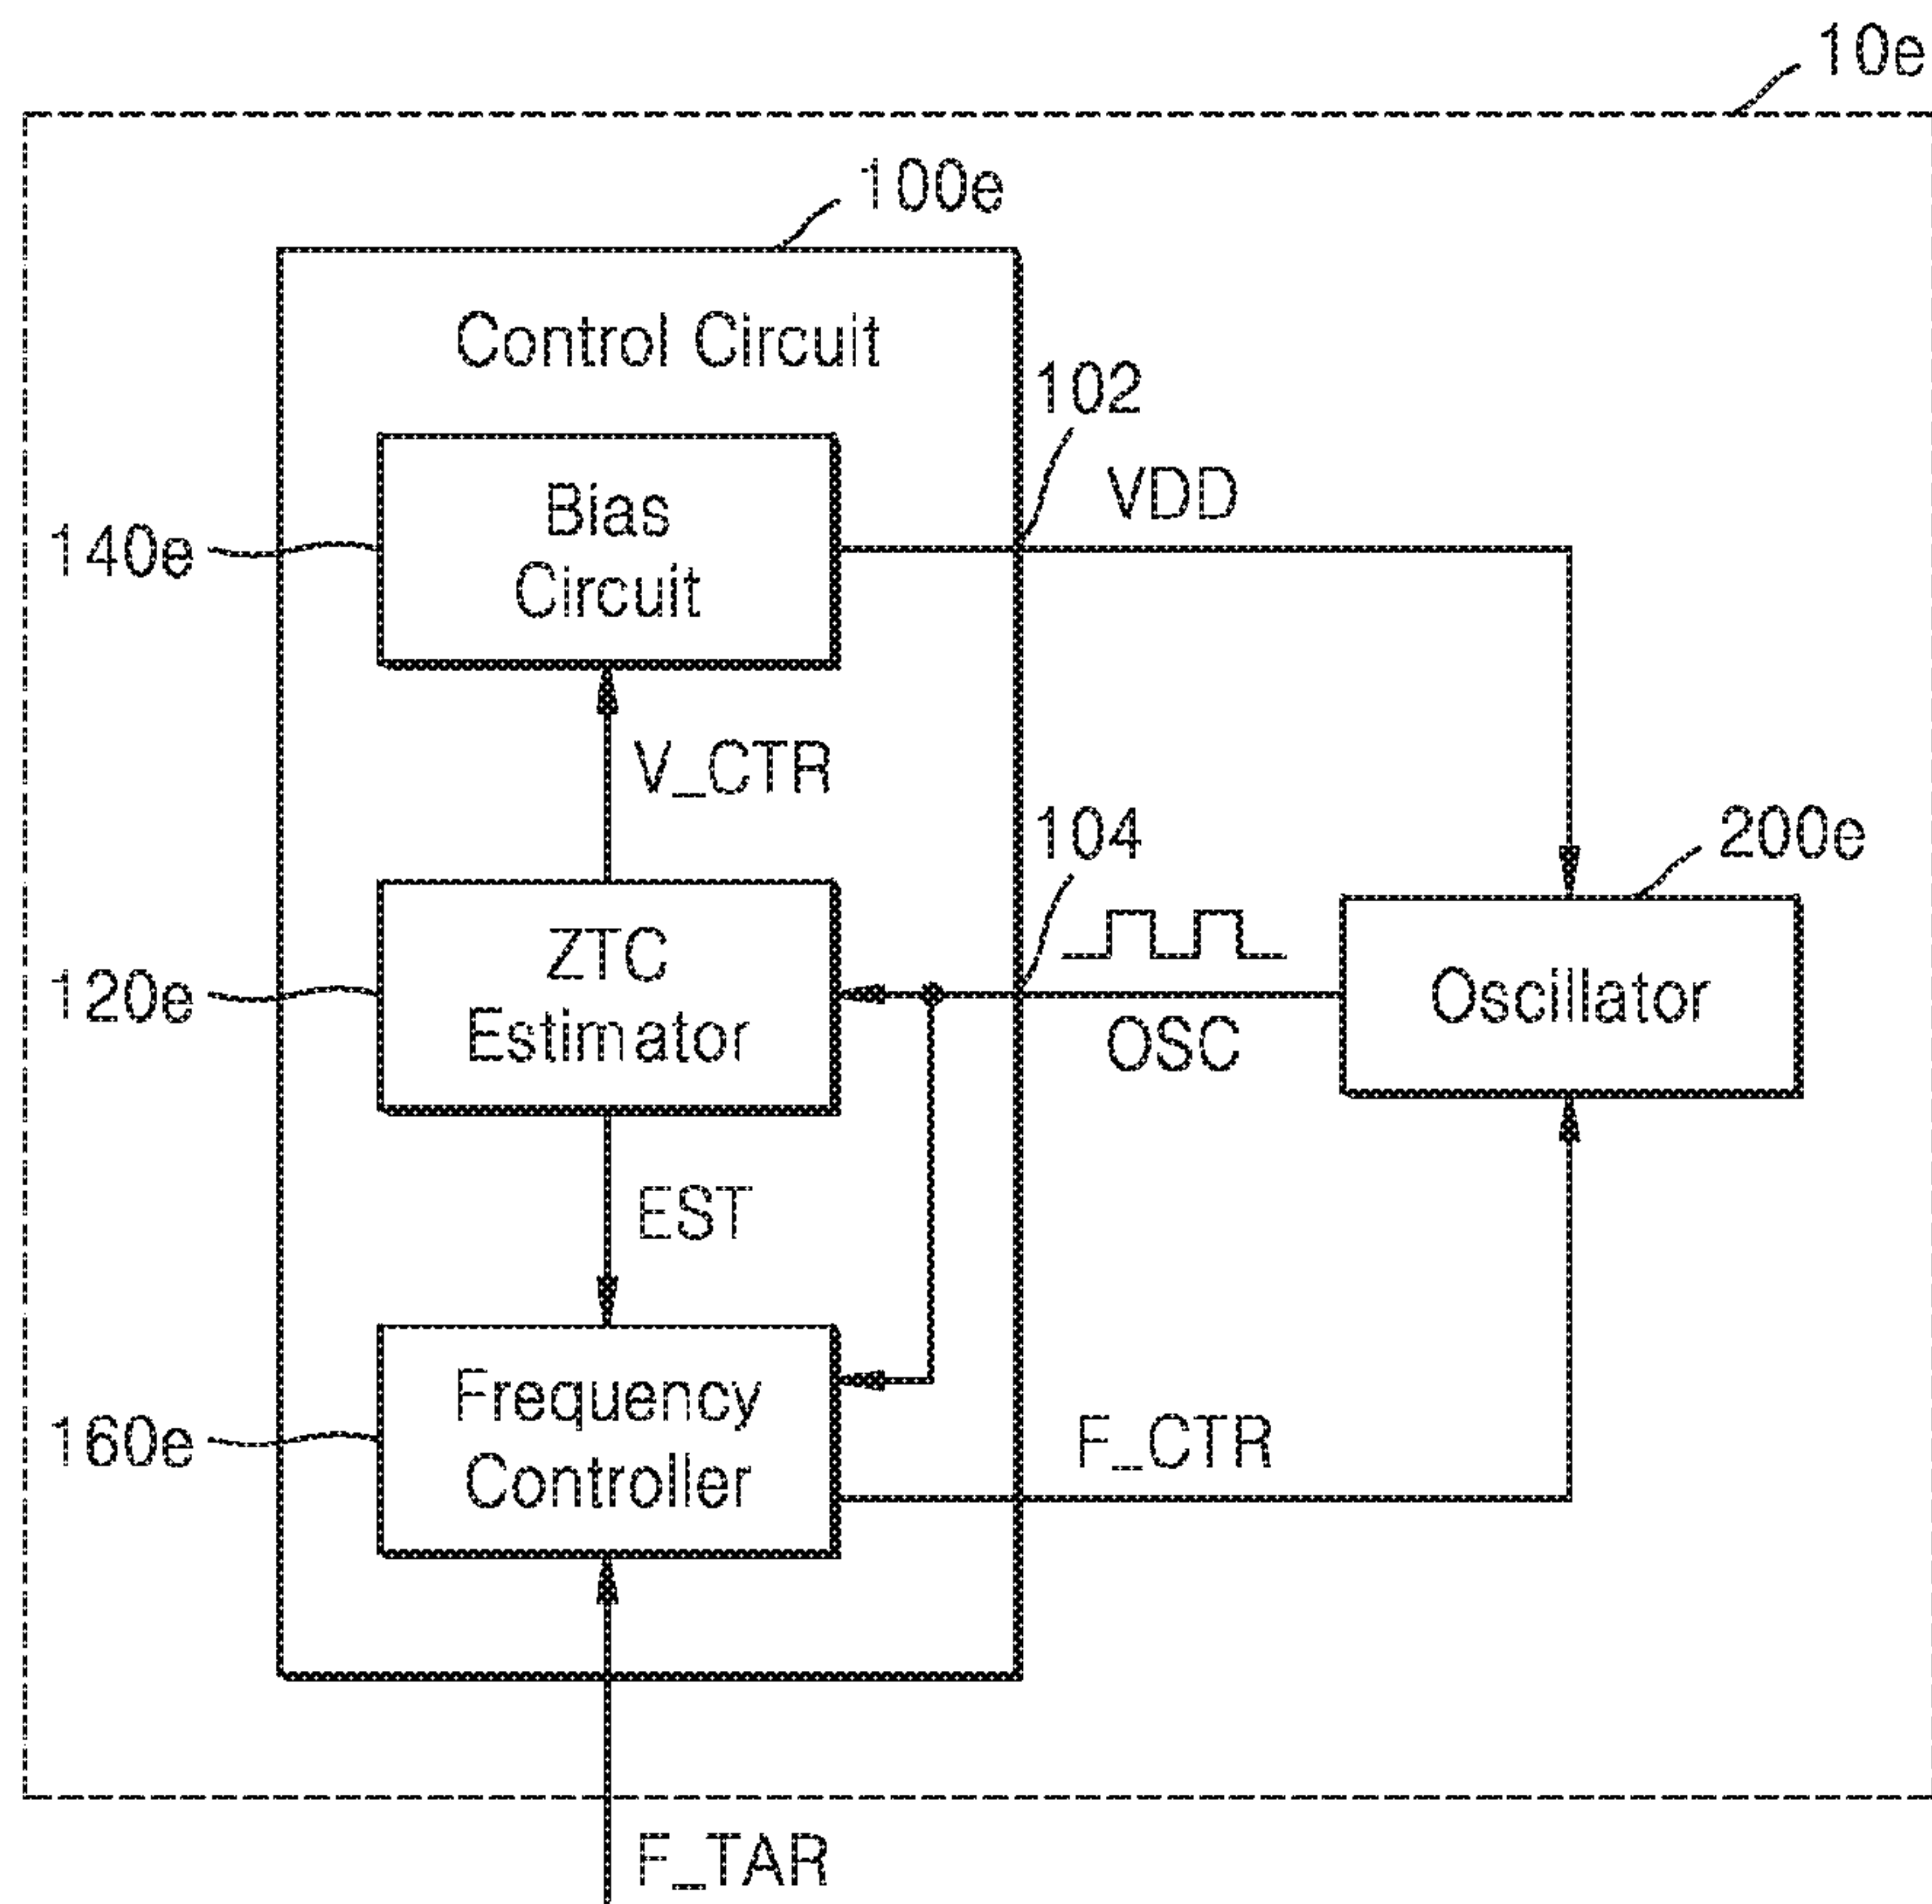 10e
100e
Control Circuit
102
Bias
Circuit
VDD
140e
V_CTR
104
200e
ZTC
Estimator
120e
OSC
Oscillator
EST
Frequency
Controller
160e
F_CTR
F_TAR